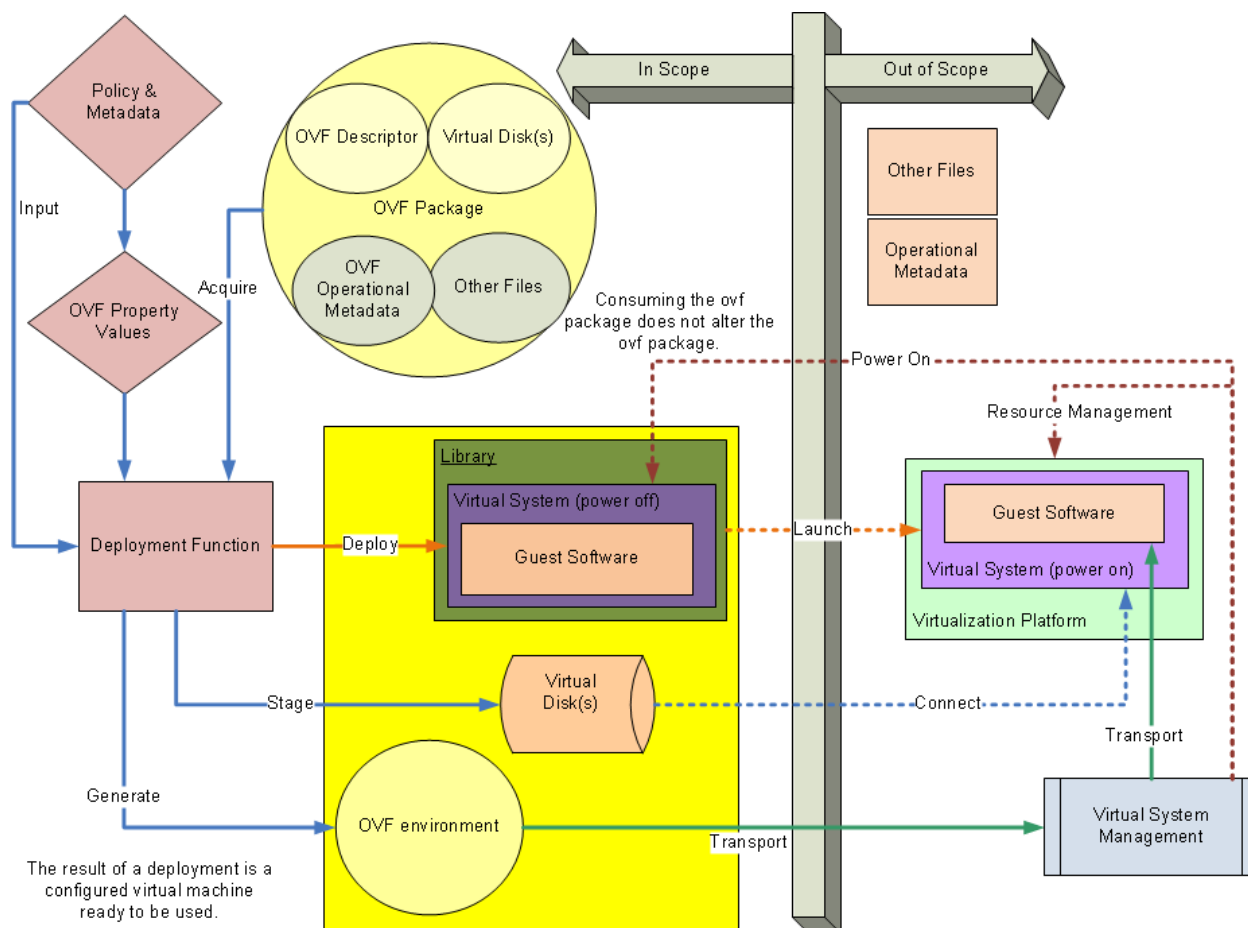 Policy &
Metadata
Input
OVF Property
Values
OVF Descriptor
Virtual Disk(s)
OVF Package
OVF
Operational
Metadata
Other Files
Acquire
In Scope
Out of Scope
Other Files
Operational
Metadata
Consuming the ovf
package does not alter the
ovf package.
Power On
Resource Management
Deployment Function
Deploy
Library
Virtual System (power off)
Guest Software
Launch
Guest Software
Virtual System (power on)
Virtualization Platform
Stage
Virtual
Disk(s)
Connect
Transport
Generate
OVF environment
Transport
Virtual System
Management
The result of a deployment is a
configured virtual machine
ready to be used.